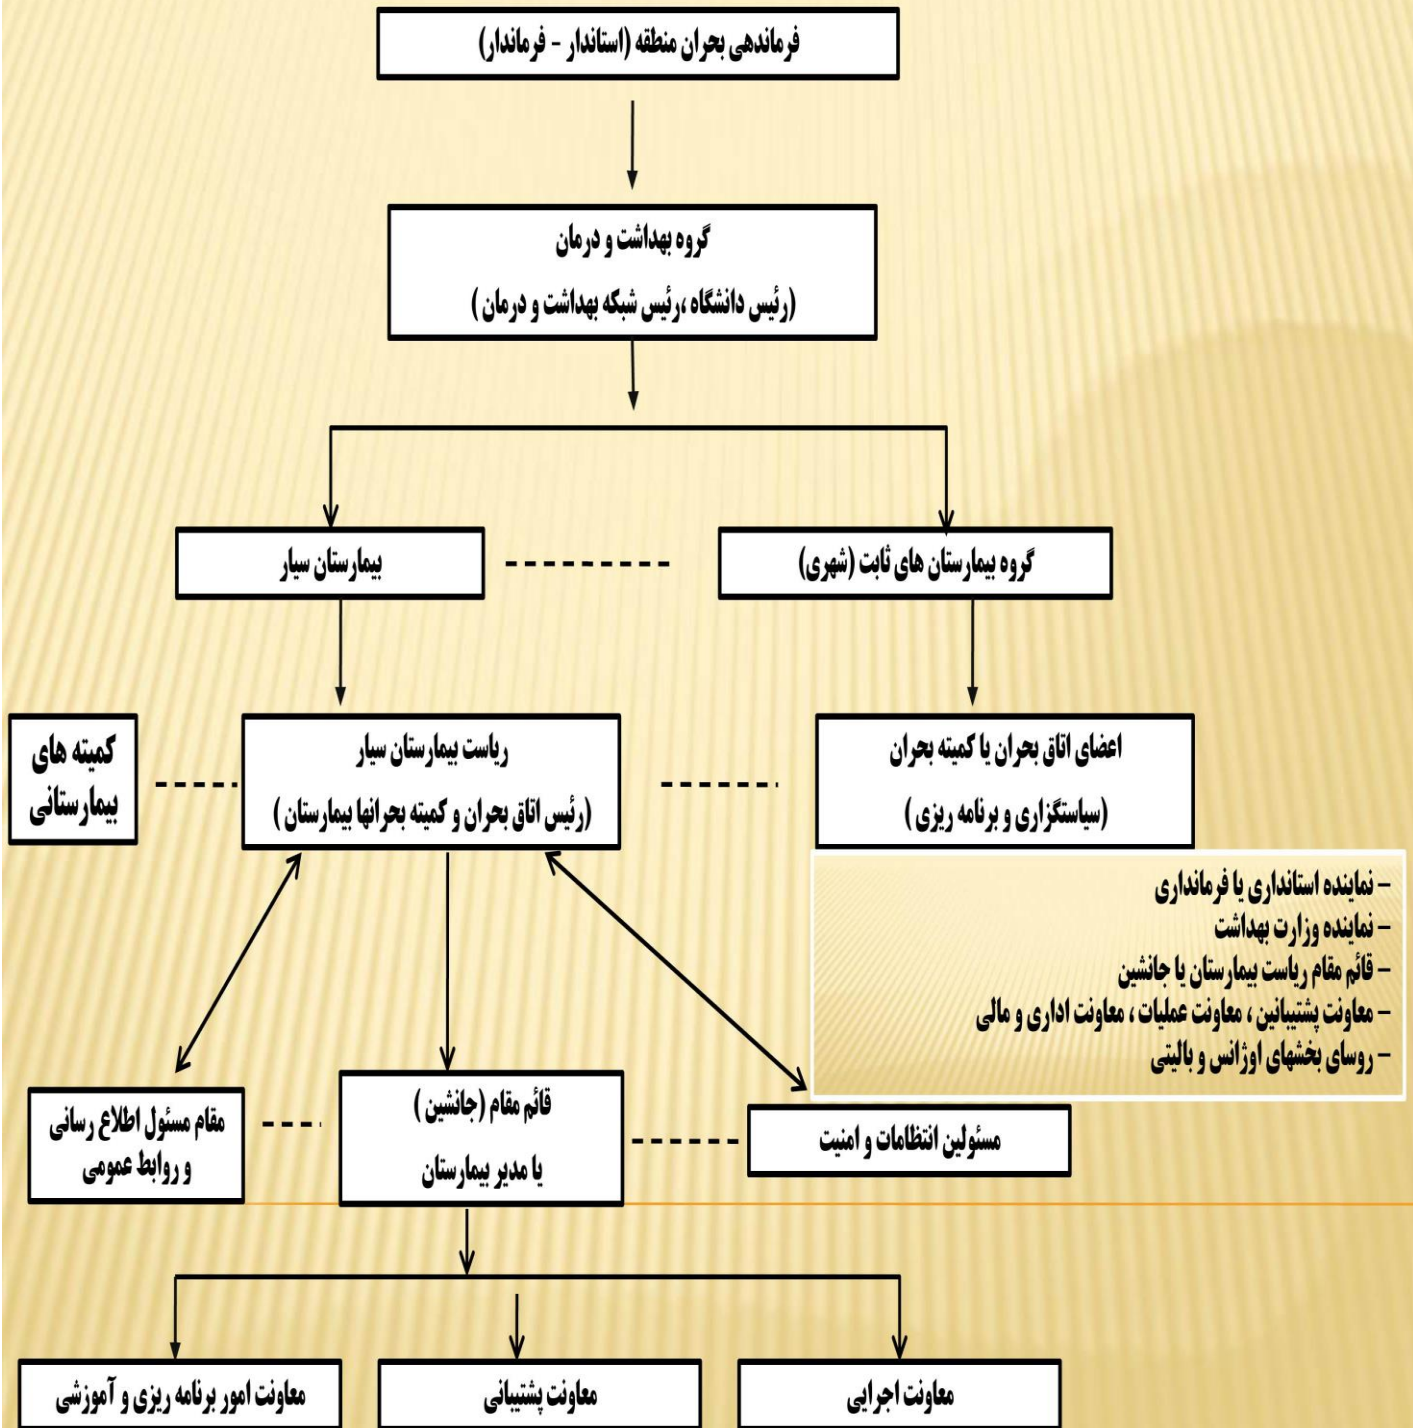 فرماندهی بحران منطقه (استاندار - فرماندار)
گروه بهداشت و درمان
(رئیس دانشگاه ،رئیس شبکه بهداشت و درمان )
گروه بیمارستان های ثابت (شهری)
بیمارستان سیار
اعضای اتاق بحران یا کمیته بحران
(سیاستگزاری و برنامه ریزی )
ریاست بیمارستان سیار
(رئیس اتاق بحران و کمیته بحرانها بیمارستان )
کمیته های
بیمارستانی
- نماینده استانداری یا فرمانداری
- نماینده وزارت بهداشت
- قائم مقام ریاست بیمارستان یا جانشین
- معاونت پشتیبانین ، معاونت عملیات ، معاونت اداری و مالی
- روسای بخشهای اوژانس و بالیتی
مسئولین انتظامات و امنیت
قائم مقام (جانشین )
یا مدیر بیمارستان
مقام مسئول اطلاع رسانی
و روابط عمومی
معاونت اجرایی
معاونت پشتیبانی
معاونت امور برنامه ریزی و آموزشی